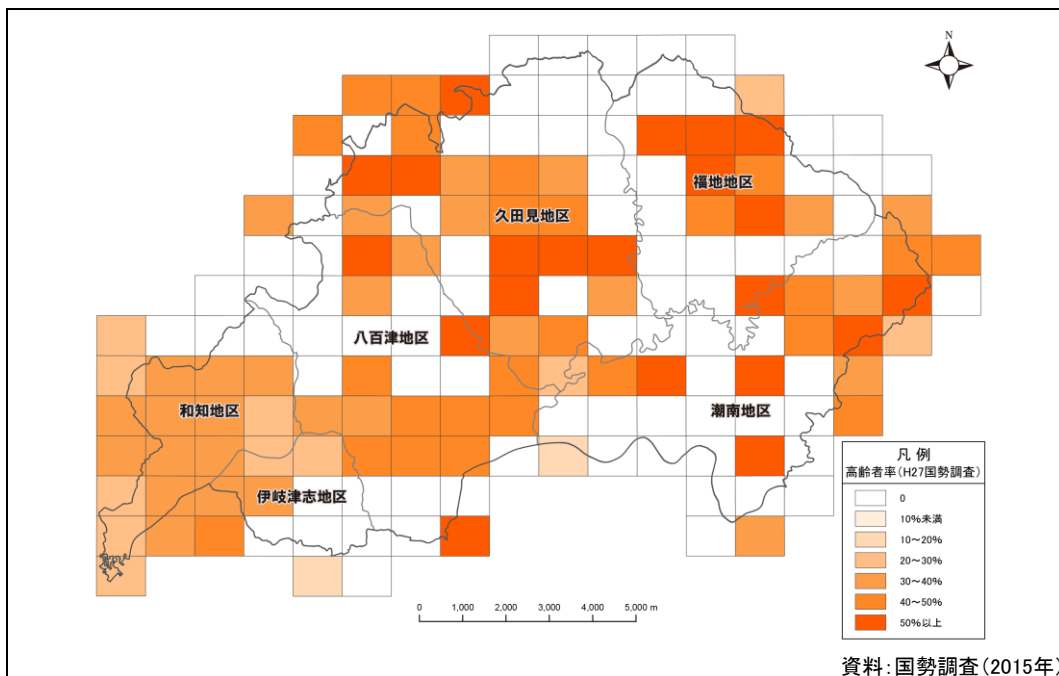 N
福地地区
久田見地区
八百津地区
和知地区
潮南地区
伊岐津志地区
凡 例
高齢者率(H27国勢調査)
0
10%未満
10～20%
20～30%
30～40%
40～50%
50%以上
0 1,000 2,000 3,000 4,000 5,000 m
資料:国勢調査(2015年)